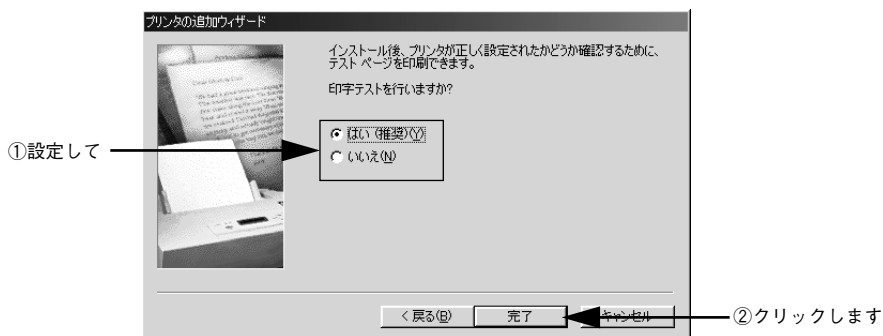 プリンタの追加ウィザード
インストール後、プリンタが正しく設定されたかどうか確認するために、
テスト ページを印刷できます。
印字テストを行いますか?
はい (推奨)(Y)
いいえ(N)
①設定して
< 戻る(B)
完了
キャンセル
②クリックします